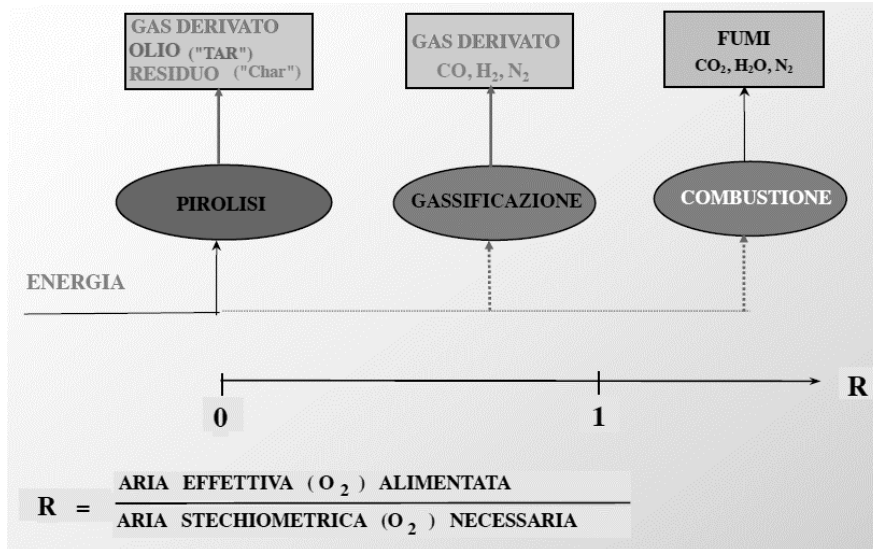 GAS DERIVATO
OLIO ("TAR")
RESIDUO ("Char")
GAS DERIVATO
CO, H₂, N₂
FUMI
CO₂, H₂O, N₂
PIROLISI
GASSIFICAZIONE
COMBUSTIONE
ENERGIA
R
0
1
R =
ARIA EFFETTIVA (O₂) ALIMENTATA
ARIA STECHIOMETRICA (O₂) NECESSARIA